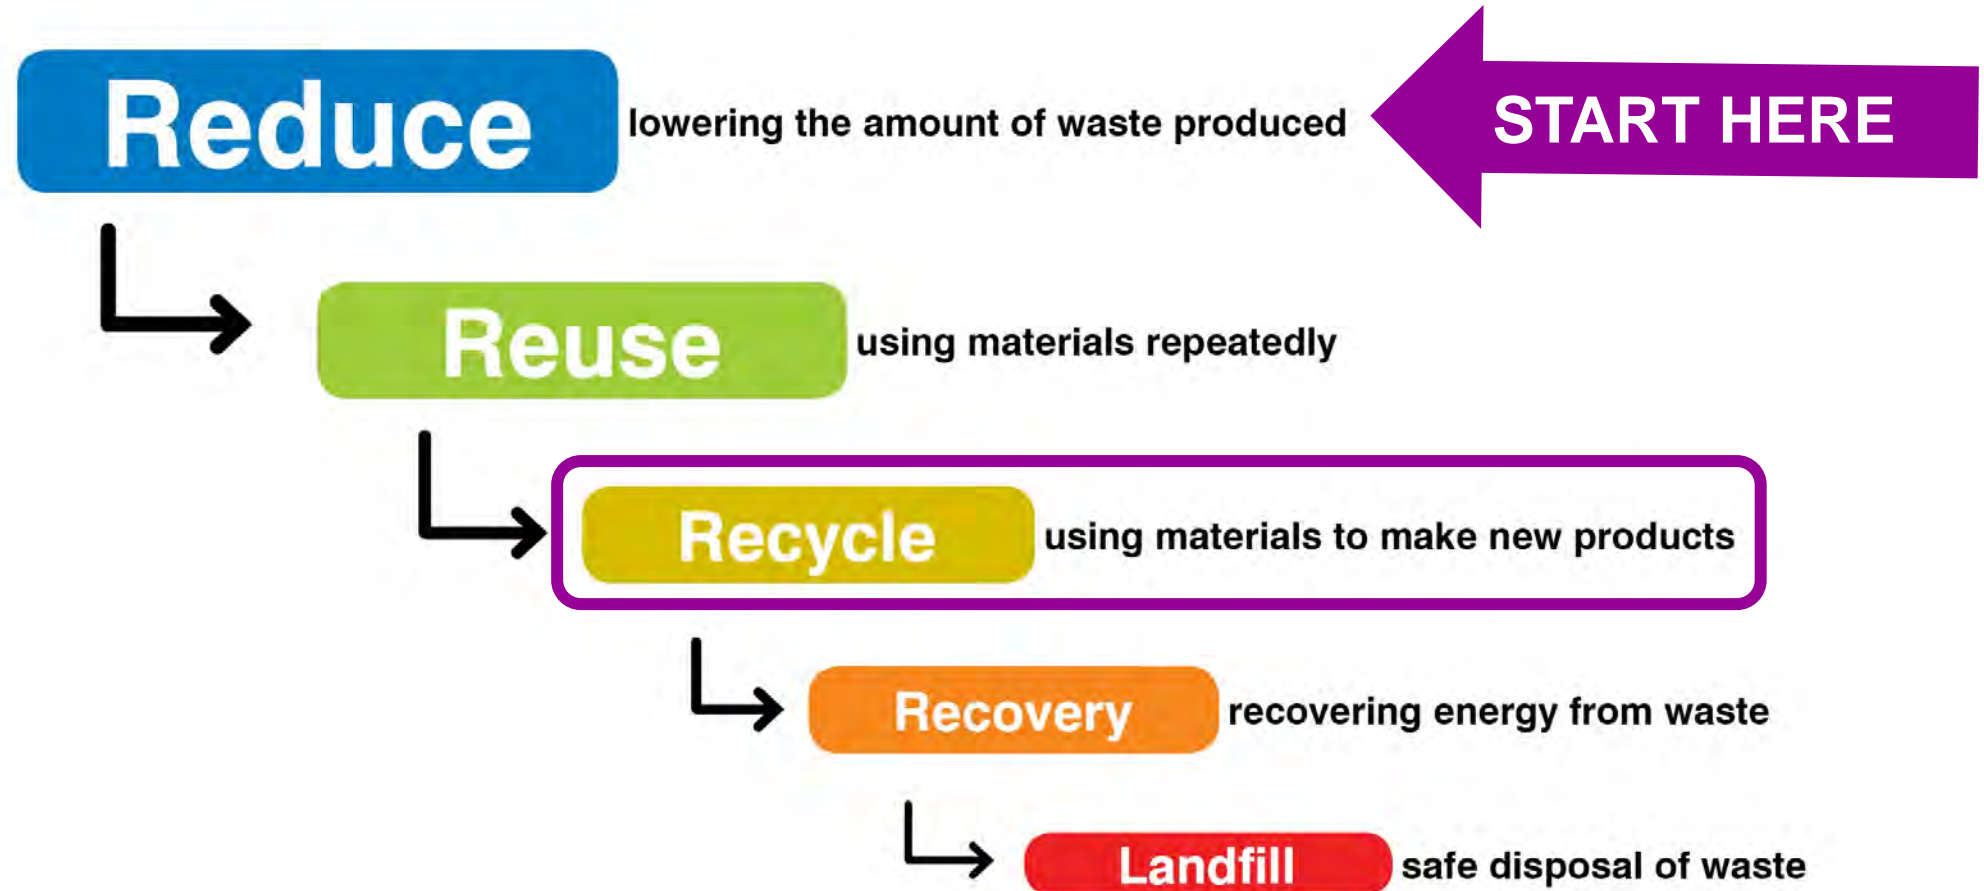 Reduce lowering the amount of waste produced START HERE
Reuse using materials repeatedly
Recycle using materials to make new products
Recovery recovering energy from waste
Landfill safe disposal of waste